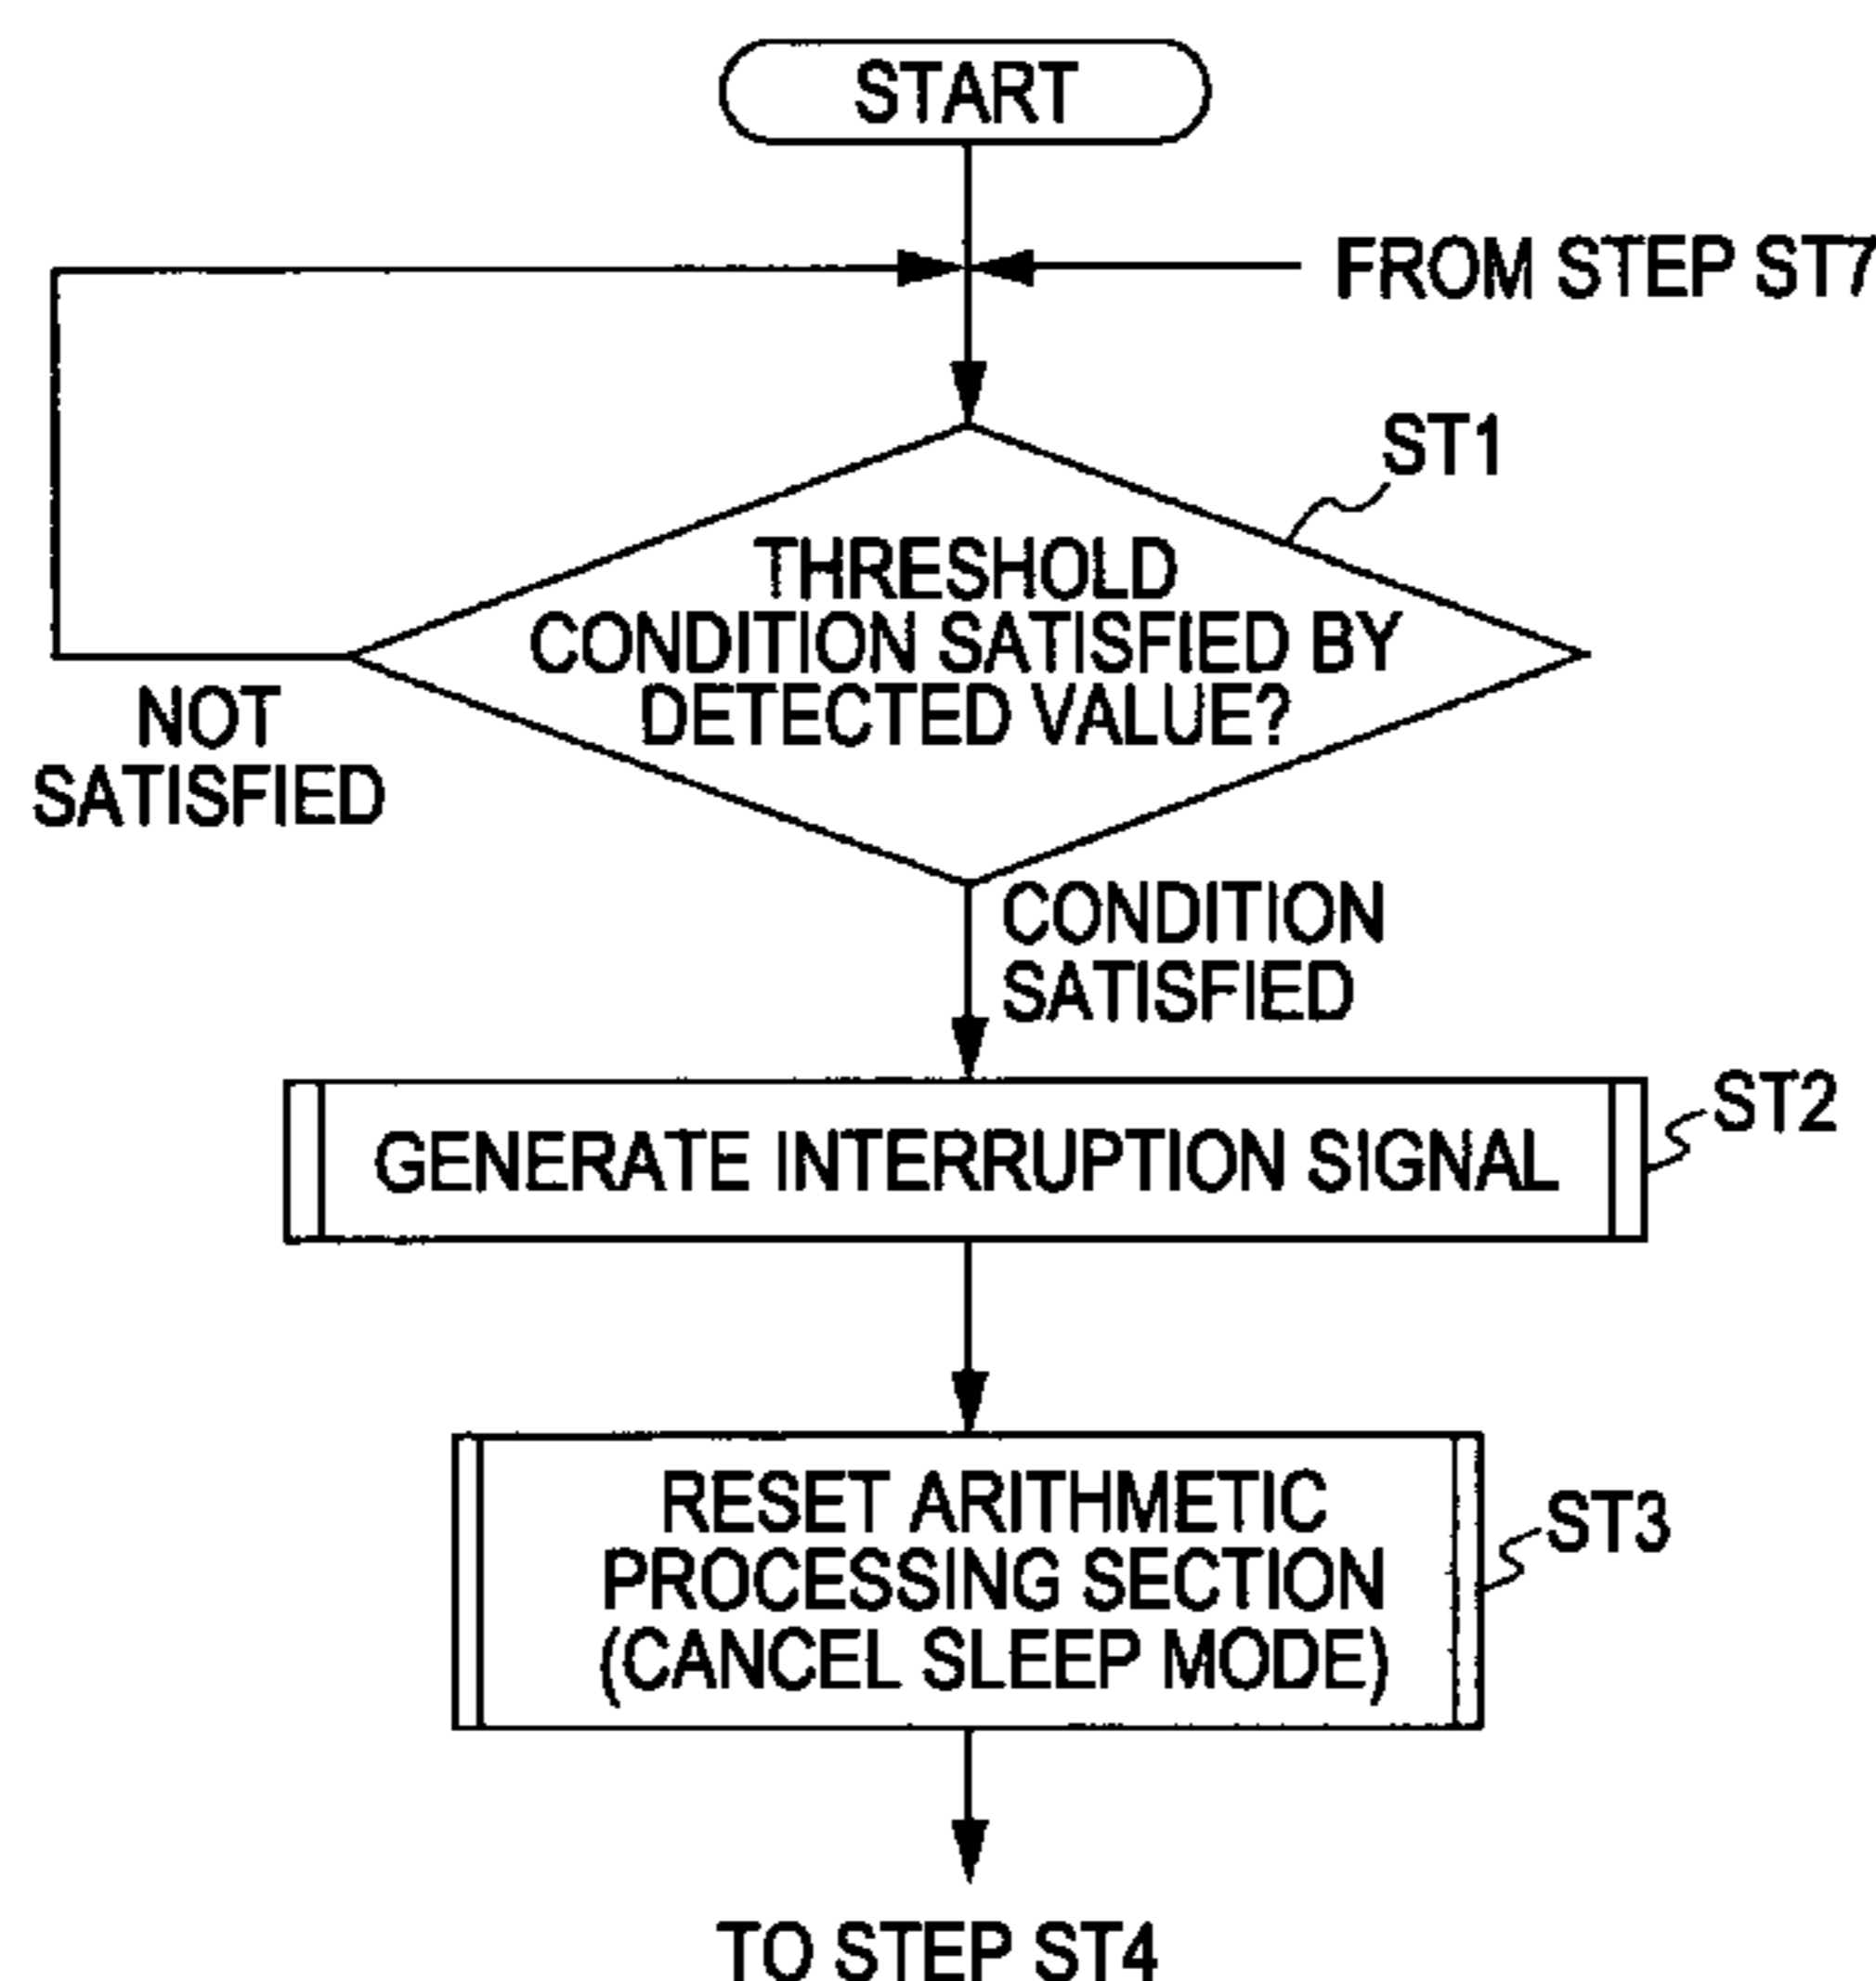 START
FROM STEP ST7
ST1
THRESHOLD
CONDITION SATISFIED BY
DETECTED VALUE?
NOT
SATISFIED
CONDITION
SATISFIED
GENERATE INTERRUPTION SIGNAL
ST2
RESET ARITHMETIC
PROCESSING SECTION
(CANCEL SLEEP MODE)
ST3
TO STEP ST4